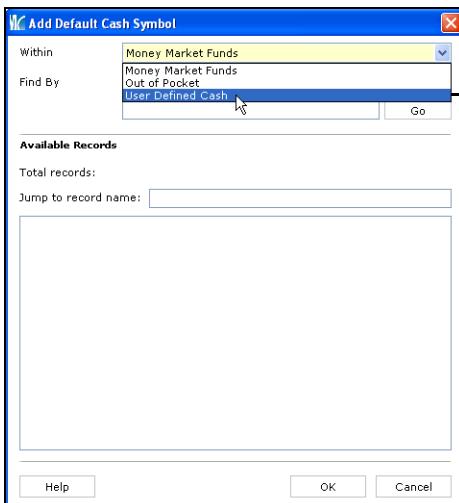 Add Default Cash Symbol
Within
Money Market Funds
Money Market Funds
Find By
Out of Pocket
User Defined Cash
Go
Available Records
Total records:
Jump to record name:
Help
OK
Cancel